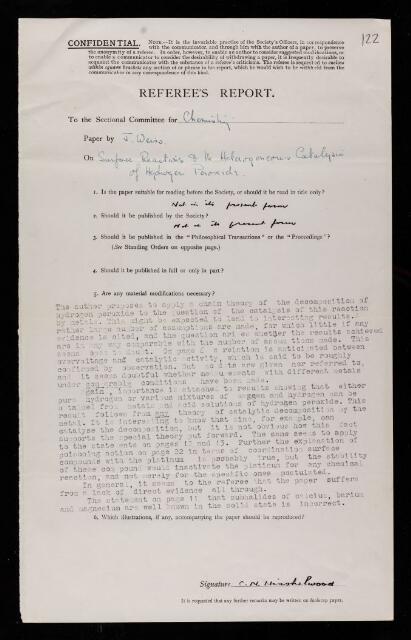 122
CONFIDENTIAL. NOTE.—It is the invariable practice of the Society's Officers, in correspondence
with the communicator, and through him with the author of a paper, to preserve
the anonymity of a referee. In order, however, to enable an author to consider suggested modifications, or
to enable a communicator to consider the desirability of withdrawing a paper, it is frequently desirable to
acquaint the communicator with the substance of a referee's criticisms. The referee is requested to enclose
within square brackets any section of or phrase in his report, which he would wish to be withheld from the
communicator in any correspondence of this kind.
REFEREE'S REPORT.
To the Sectional Committee for Chemistry
Paper by J. Weiss.
On Surface Reactions & the Heterogeneous Catalysis
of Hydrogen Peroxide.
1. Is the paper suitable for reading before the Society, or should it be read in title only?
Not in its present form
2. Should it be published by the Society?
Not in its present form
3. Should it be published in the "Philosophical Transactions" or the "Proceedings"?
(See Standing Orders on opposite page.)
4. Should it be published in full or only in part?
5. Are any material modifications necessary?
The author proposes to apply a chain theory of the decomposition of
hydrogen peroxide to the question of the catalysis of this reaction
by metals. This might be expected to lead to interesting results.
rather large number of assumptions are made, for which little if any
evidence is cited, and the question arises whether the results achieved
are in any way comparable with the number of assumptions made. This
seems open to doubt. On page 6 a relation is anticipated between
overvoltage and catalytic activity, which is said to be roughly
confirmed by observation, but no data are given nor referred to,
and it seems doubtful whether measurements with different metals
under comparable conditions have been made.
Again, importance is attached to results showing that either
pure hydrogen or various mixtures of oxygen and hydrogen can be
obtained from metal and acid solutions of hydrogen peroxide. This
result follows from any theory of catalytic decomposition by the
metal. It is interesting to know that zinc, for example, can
catalyse the decomposition, but it is not obvious how this fact
supports the special theory put forward. The same seems to apply
to the statements on pages 12 and 13. Further the explanation of
poisoning action on page 22 in terms of coordination surface
compounds with the platinum is probably true, but the stability
of these compound would inactivate the platinum for any chemical
reaction, and not merely for the specific ones postulated.
In general, it seems to the referee that the paper suffers
from a lack of direct evidence all through.
The statement on page 11 that subhalides of calcium, barium
and magnesium are well known in the solid state is incorrect.
6. Which illustrations, if any, accompanying the paper should be reproduced?
Signature C. N. Hinshelwood
It is requested that any further remarks may be written on foolscap paper.